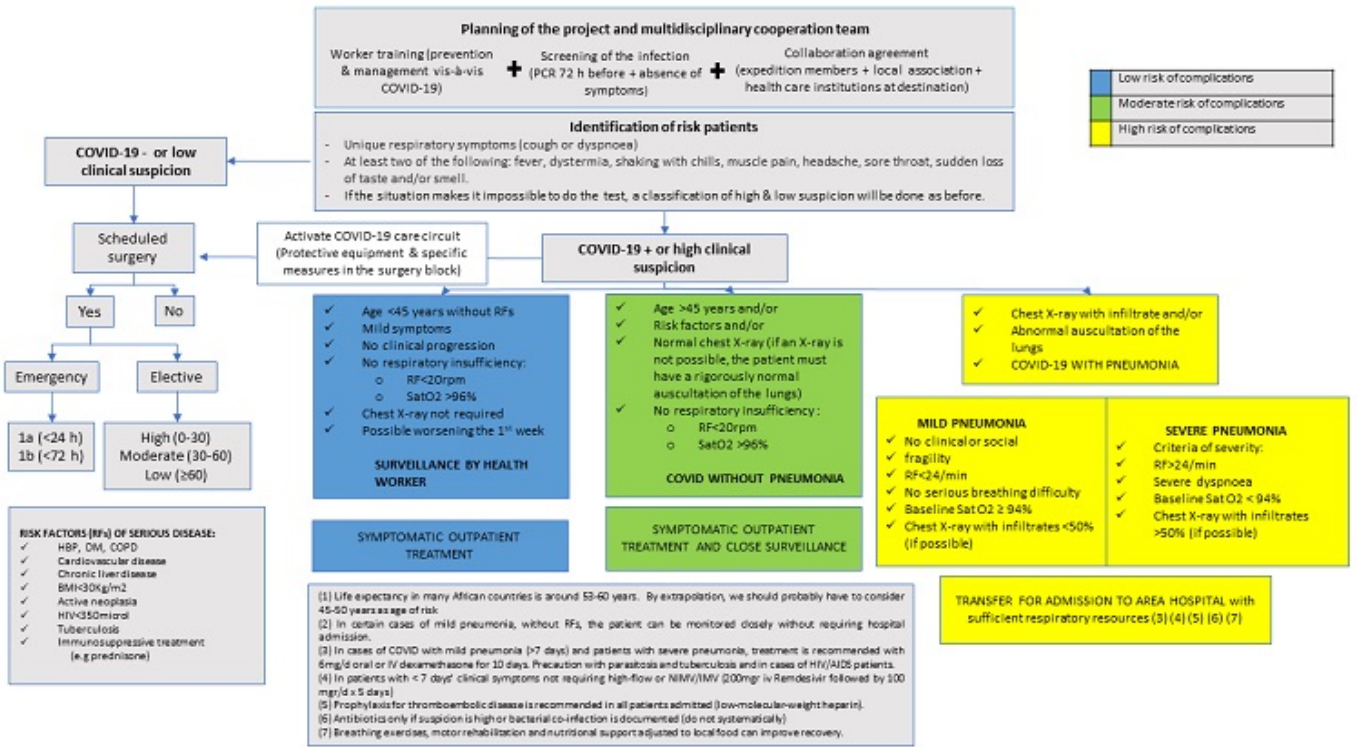 Planning of the project and multidisciplinary cooperation team
Worker training (prevention
& management vis-à-vis
COVID-19)
+
Screening of the infection
(PCR 72 h before + absence of
symptoms)
+
Collaboration agreement
(expedition members + local association +
health care institutions at destination)
Low risk of complications
Moderate risk of complications
High risk of complications
Identification of risk patients
- Unique respiratory symptoms (cough or dyspnoea)
- At least two of the following: fever, dystermia, shaking with chills, muscle pain, headache, sore throat, sudden loss
of taste and/or smell.
- If the situation makes it impossible to do the test, a classification of high & low suspicion will be done as before.
COVID-19 - or low
clinical suspicion
Scheduled
surgery
Activate COVID-19 care circuit
(Protective equipment & specific
measures in the surgery block)
COVID-19 + or high clinical
suspicion
Yes
No
Emergency
Elective
1a (<24 h)
1b (<72 h)
High (0-30)
Moderate (30-60)
Low (≥60)
✓ Age <45 years without RFs
✓ Mild symptoms
✓ No clinical progression
✓ No respiratory insufficiency:
o RF<20rpm
o SatO2 >96%
✓ Chest X-ray not required
✓ Possible worsening the 1st week
SURVEILLANCE BY HEALTH
WORKER
SYMPTOMATIC OUTPATIENT
TREATMENT
✓ Age >45 years and/or
✓ Risk factors and/or
✓ Normal chest X-ray (if an X-ray is
not possible, the patient must
have a rigorously normal
auscultation of the lungs)
✓ No respiratory insufficiency :
o RF<20rpm
o SatO2 >96%
COVID WITHOUT PNEUMONIA
SYMPTOMATIC OUTPATIENT
TREATMENT AND CLOSE SURVEILLANCE
✓ Chest X-ray with infiltrate and/or
✓ Abnormal auscultation of the
lungs
✓ COVID-19 WITH PNEUMONIA
MILD PNEUMONIA
✓ No clinical or social
✓ fragility
✓ RF<24/min
✓ No serious breathing difficulty
✓ Baseline Sat O2 ≥ 94%
✓ Chest X-ray with infiltrates <50%
(if possible)
SEVERE PNEUMONIA
✓ Criteria of severity:
✓ RF>24/min
✓ Severe dyspnoea
✓ Baseline Sat O2 < 94%
✓ Chest X-ray with infiltrates
>50% (if possible)
TRANSFER FOR ADMISSION TO AREA HOSPITAL with
sufficient respiratory resources (3) (4) (5) (6) (7)
RISK FACTORS (RFs) OF SERIOUS DISEASE:
✓ HBP, DM, COPD
✓ Cardiovascular disease
✓ Chronic liver disease
✓ BMI<30Kg/m2
✓ Active neoplasia
✓ HIV<350microl
✓ Tuberculosis
✓ Immunosuppressive treatment
(e.g prednisone)
(1) Life expectancy in many African countries is around 53-60 years. By extrapolation, we should probably have to consider
45-50 years as age of risk
(2) In certain cases of mild pneumonia, without RFs, the patient can be monitored closely without requiring hospital
admission.
(3) In cases of COVID with mild pneumonia (>7 days) and patients with severe pneumonia, treatment is recommended with
6mg/d oral or IV dexamethasone for 10 days. Precaution with parasitosis and tuberculosis and in cases of HIV/AIDS patients.
(4) In patients with < 7 days' clinical symptoms not requiring high-flow or NIMV/IMV (200mgr iv Remdesivir followed by 100
mgr/d x 5 days)
(5) Prophylaxis for thromboembolic disease is recommended in all patients admitted (low-molecular-weight heparin).
(6) Antibiotics only if suspicion is high or bacterial co-infection is documented (do not systematically)
(7) Breathing exercises, motor rehabilitation and nutritional support adjusted to local food can improve recovery.